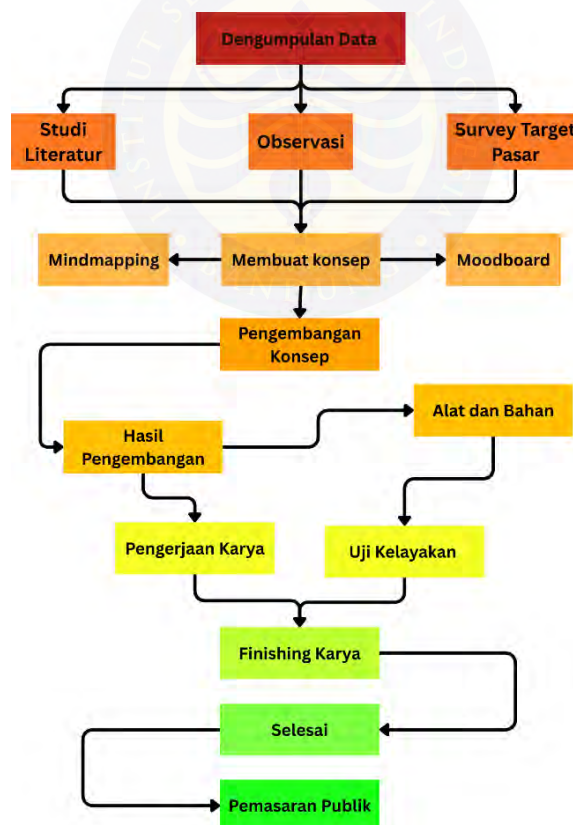 Dengumpulan Data
Studi
Literatur
Observasi
Survey Target
Pasar
Mindmapping
Membuat konsep
Moodboard
Pengembangan
Konsep
Alat dan Bahan
Hasil
Pengembangan
Pengerjaan Karya
Uji Kelayakan
Finishing Karya
Selesai
Pemasaran Publik